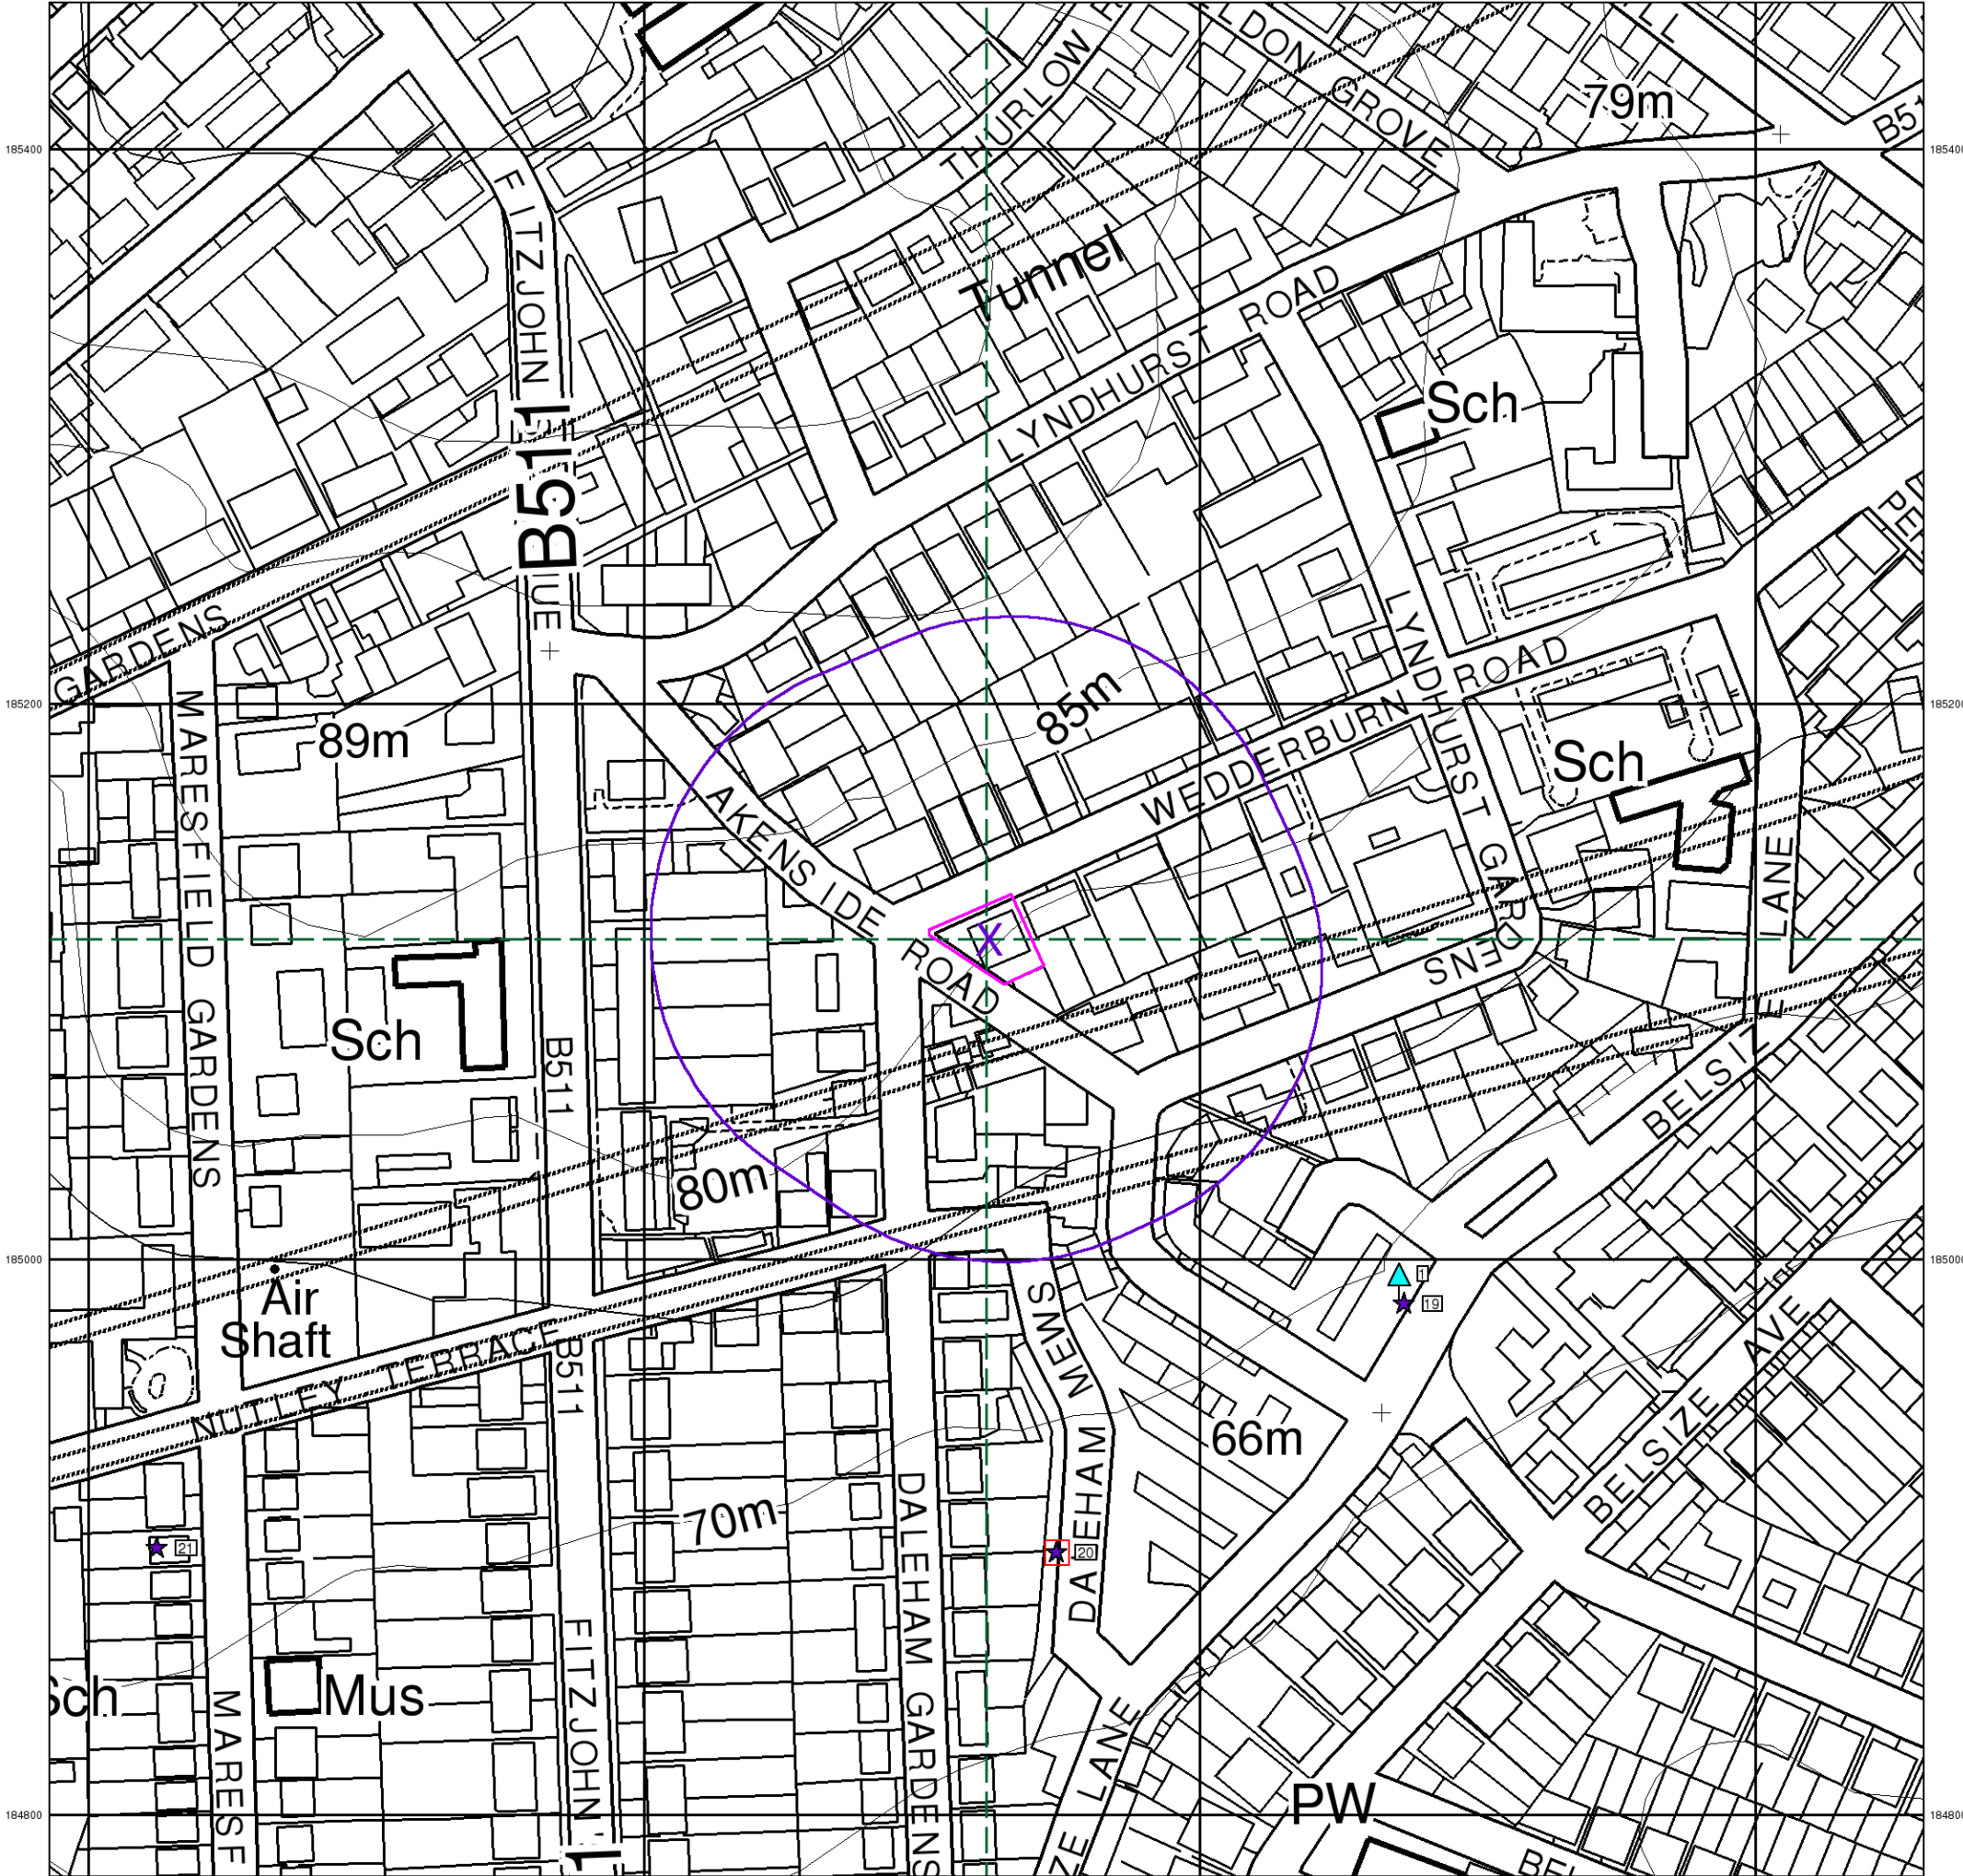 THURLOW
ELDON GROVE
79m
B51
185400
185400
FITZJOHN
Tunnel
LYNDHURST ROAD
Sch
B511
UE
GARDENS
MARESFIELD GARDENS
89m
85m
LYNDHURST GARDENS
WEDDERBURN ROAD
185200
185200
Sch
AKENSIDE ROAD
X
LANE
Sch
B511
BELSIZE
80m
185000
185000
Air
Shaft
1
19
NUTLEY TERRACE
B511
MEWS
DALEHAM
66m
BELSIZE AVE
70m
DALEHAM GARDENS
21
20
FITZJOHN
Sch
Mus
MARESF
ZE LANE
PW
184800
184800
BEL